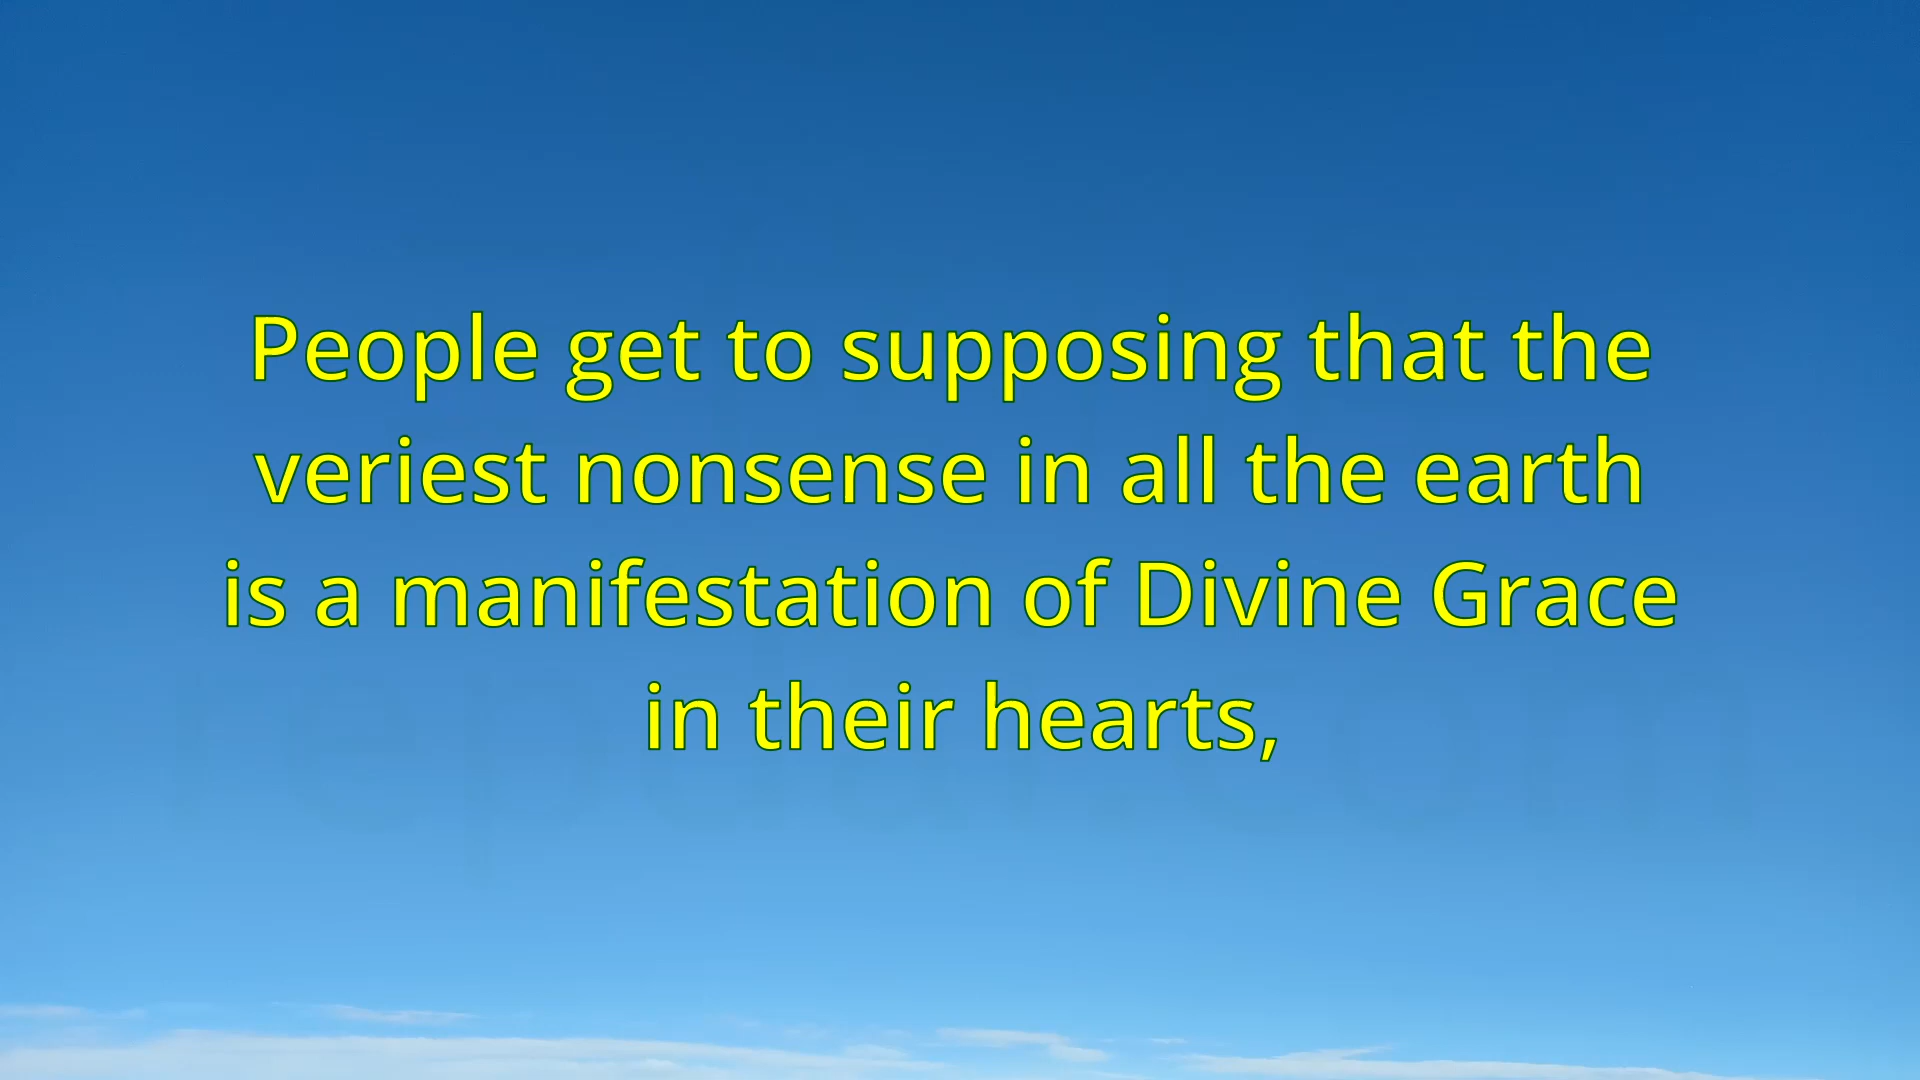 People get to supposing that the
veriest nonsense in all the earth
is a manifestation of Divine Grace
in their hearts,